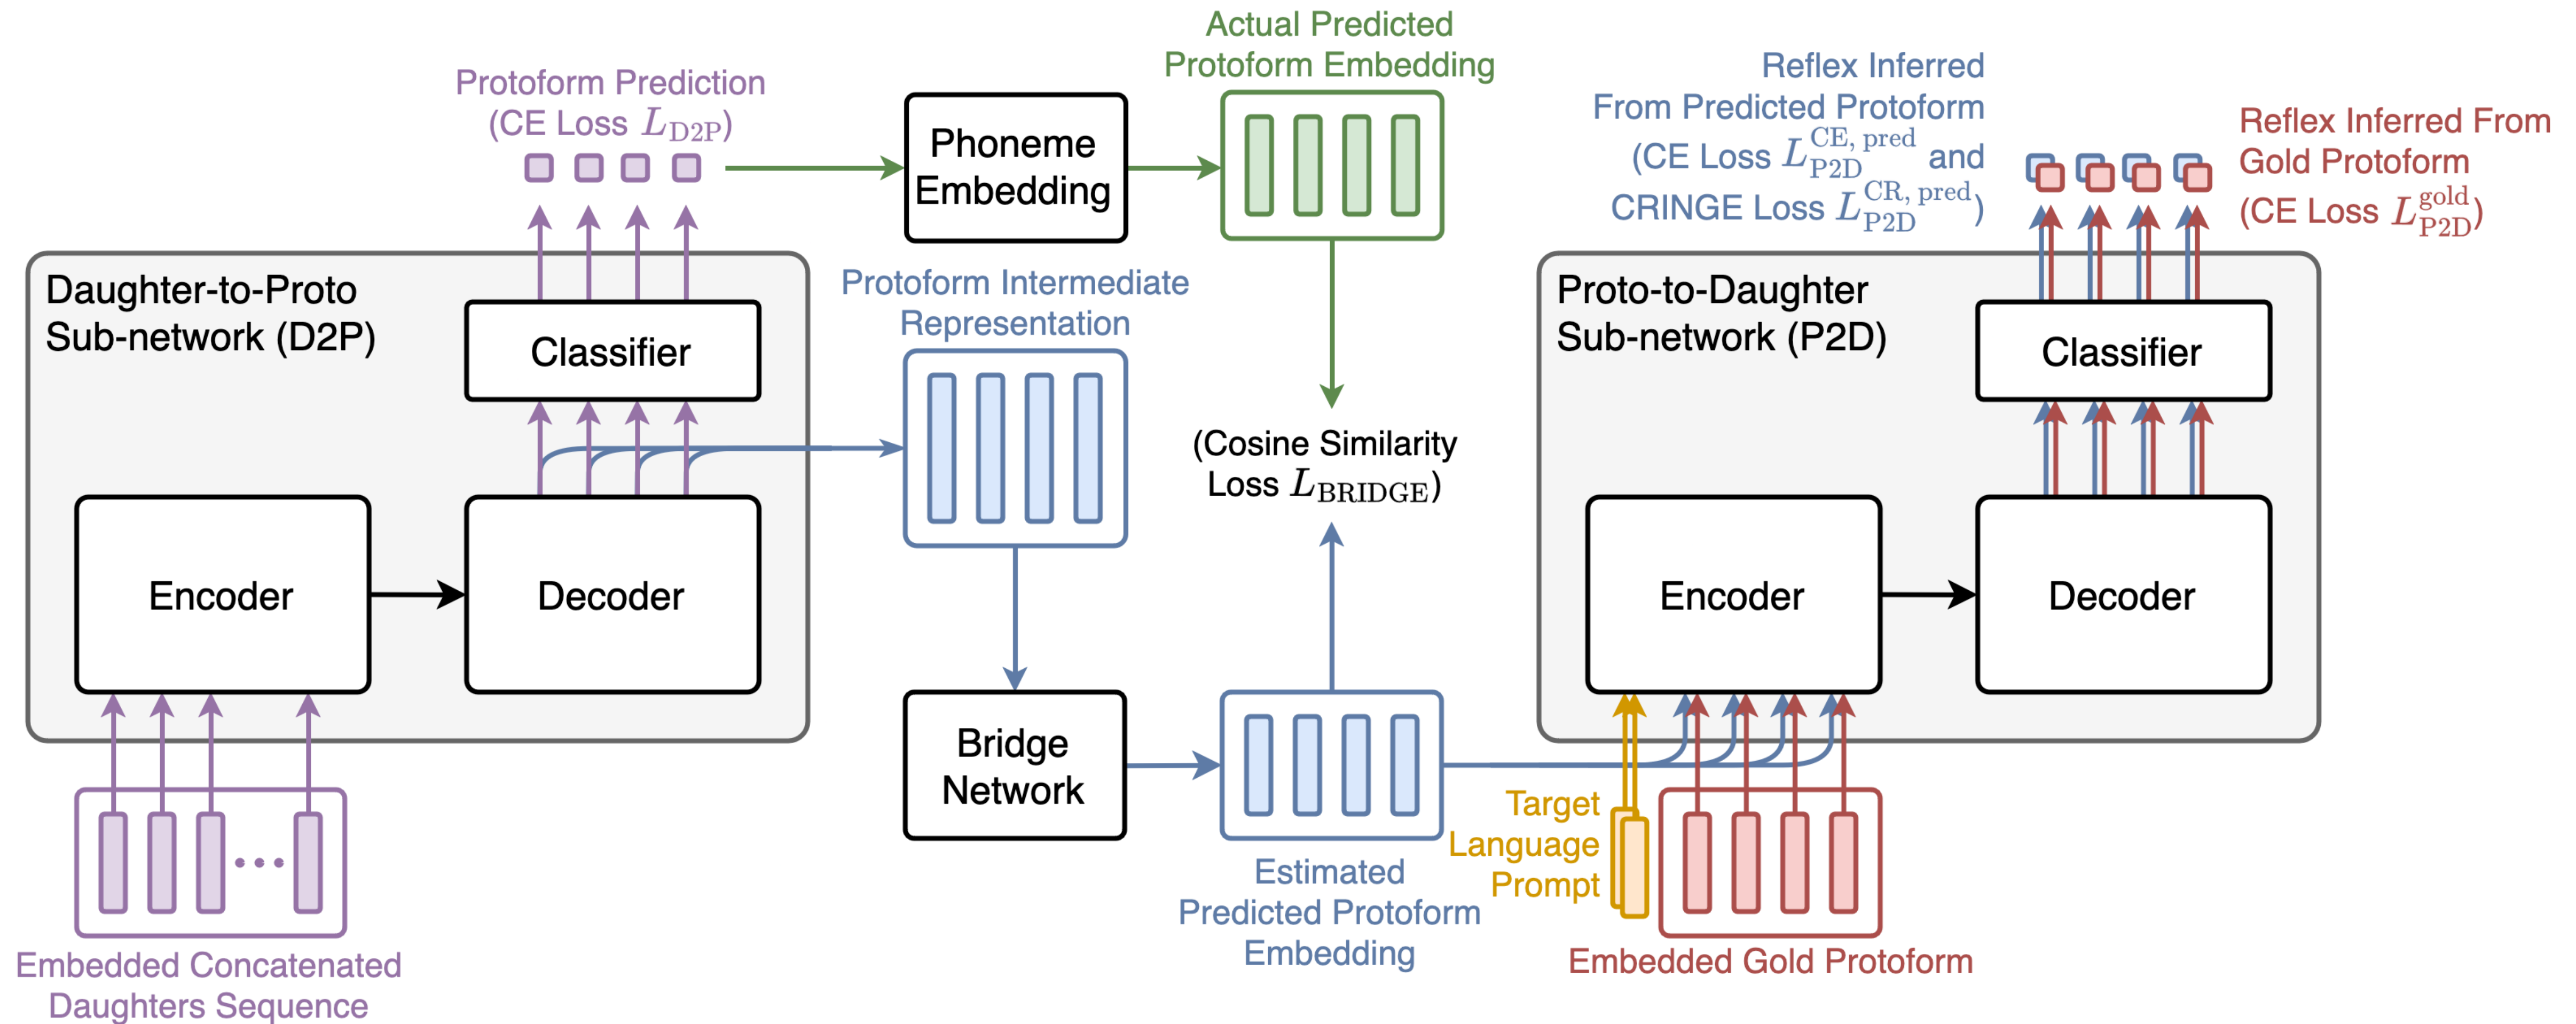 Protoform Prediction
(CE Loss L_D2P)
Daughter-to-Proto
Sub-network (D2P)
Classifier
Encoder
Decoder
Embedded Concatenated
Daughters Sequence
Phoneme
Embedding
Actual Predicted
Protoform Embedding
Protoform Intermediate
Representation
(Cosine Similarity
Loss L_BRIDGE)
Bridge
Network
Estimated
Predicted Protoform
Embedding
Reflex Inferred
From Predicted Protoform
(CE Loss L_P2D^CE, pred and
CRINGE Loss L_P2D^CR, pred)
Reflex Inferred From
Gold Protoform
(CE Loss L_P2D^gold)
Proto-to-Daughter
Sub-network (P2D)
Classifier
Encoder
Decoder
Target
Language
Prompt
Embedded Gold Protoform